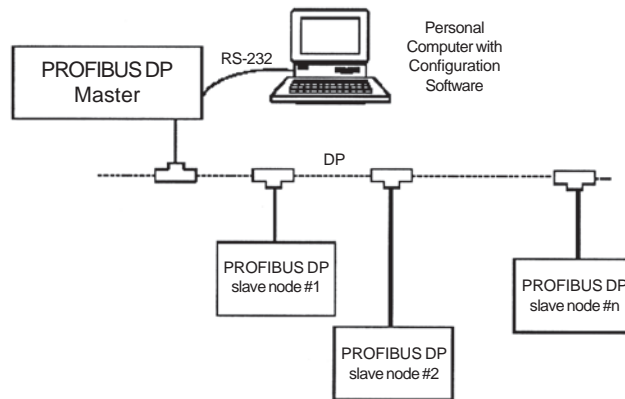 PROFIBUS DP
Master
RS-232
Personal
Computer with
Configuration
Software
DP
PROFIBUS DP
slave node #1
PROFIBUS DP
slave node #2
PROFIBUS DP
slave node #n